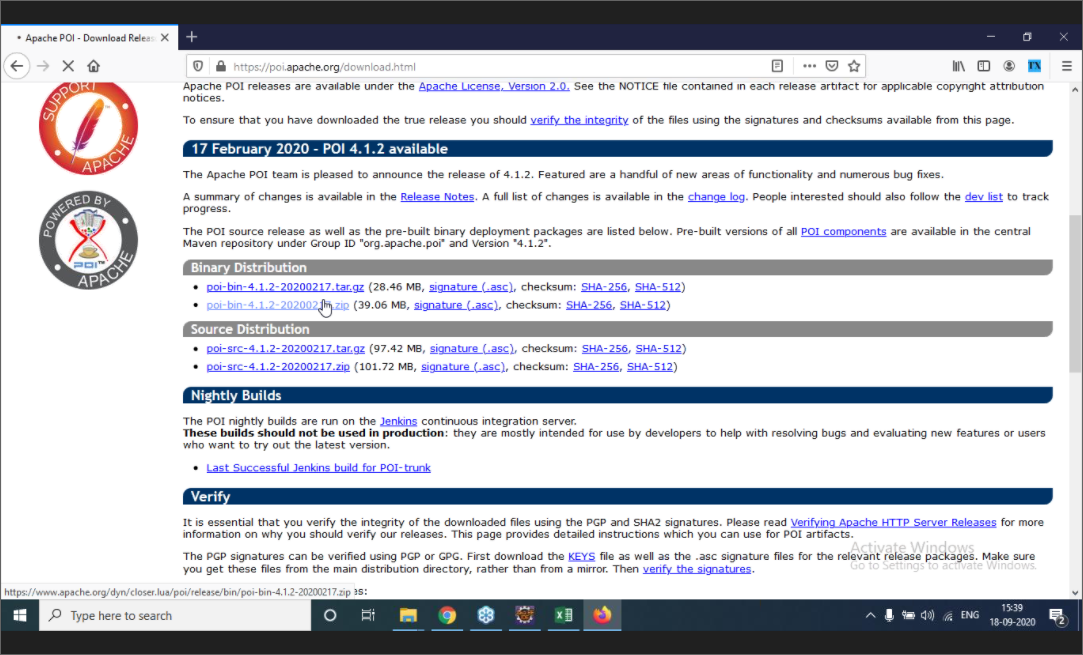 Apache POI - Download Releas
https://poi.apache.org/download.html
TX
SUPPORT
APACHE
POWERED BY
POI™
APACHE
Apache POI releases are available under the Apache License, Version 2.0. See the NOTICE file contained in each release artifact for applicable copyright attribution
notices.
To ensure that you have downloaded the true release you should verify the integrity of the files using the signatures and checksums available from this page.
17 February 2020 - POI 4.1.2 available
The Apache POI team is pleased to announce the release of 4.1.2. Featured are a handful of new areas of functionality and numerous bug fixes.
A summary of changes is available in the Release Notes. A full list of changes is available in the change log. People interested should also follow the dev list to track
progress.
The POI source release as well as the pre-built binary deployment packages are listed below. Pre-built versions of all POI components are available in the central
Maven repository under Group ID "org.apache.poi" and Version "4.1.2".
Binary Distribution
• poi-bin-4.1.2-20200217.tar.gz (28.46 MB, signature (.asc), checksum: SHA-256, SHA-512)
• poi-bin-4.1.2-20200217.zip (39.06 MB, signature (.asc), checksum: SHA-256, SHA-512)
Source Distribution
• poi-src-4.1.2-20200217.tar.gz (97.42 MB, signature (.asc), checksum: SHA-256, SHA-512)
• poi-src-4.1.2-20200217.zip (101.72 MB, signature (.asc), checksum: SHA-256, SHA-512)
Nightly Builds
The POI nightly builds are run on the Jenkins continuous integration server.
These builds should not be used in production: they are mostly intended for use by developers to help with resolving bugs and evaluating new features or users
who want to try out the latest version.
• Last Successful Jenkins build for POI-trunk
Verify
It is essential that you verify the integrity of the downloaded files using the PGP and SHA2 signatures. Please read Verifying Apache HTTP Server Releases for more
information on why you should verify our releases. This page provides detailed instructions which you can use for POI artifacts.
Activate Windows
The PGP signatures can be verified using PGP or GPG. First download the KEYS file as well as the .asc signature files for the relevant release packages. Make sure
Go to Settings to activate Windows.
you get these files from the main distribution directory, rather than from a mirror. Then verify the signatures.
https://www.apache.org/dyn/closer.lua/poi/release/bin/poi-bin-4.1.2-20200217.zip
Type here to search
ENG
15:39
18-09-2020
2